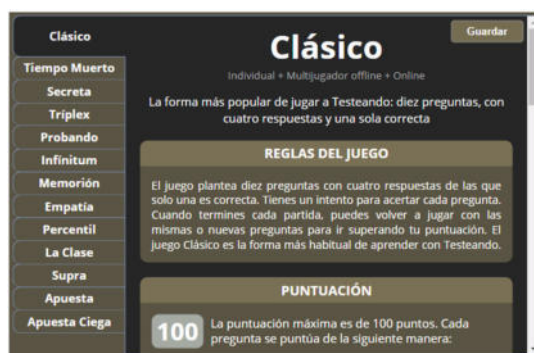 Clásico
Tiempo Muerto
Secreta
Tríplex
Probando
Infinitum
Memorión
Empatía
Percentil
La Clase
Supra
Apuesta
Apuesta Ciega
Guardar
Clásico
Individual + Multijugador offline + Online
La forma más popular de jugar a Testeando: diez preguntas, con
cuatro respuestas y una sola correcta
REGLAS DEL JUEGO
El juego plantea diez preguntas con cuatro respuestas de las que
solo una es correcta. Tienes un intento para acertar cada pregunta.
Cuando termines cada partida, puedes volver a jugar con las
mismas o nuevas preguntas para ir superando tu puntuación. El
juego Clásico es la forma más habitual de aprender con Testeando.
PUNTUACIÓN
100
La puntuación máxima es de 100 puntos. Cada
pregunta se puntúa de la siguiente manera: